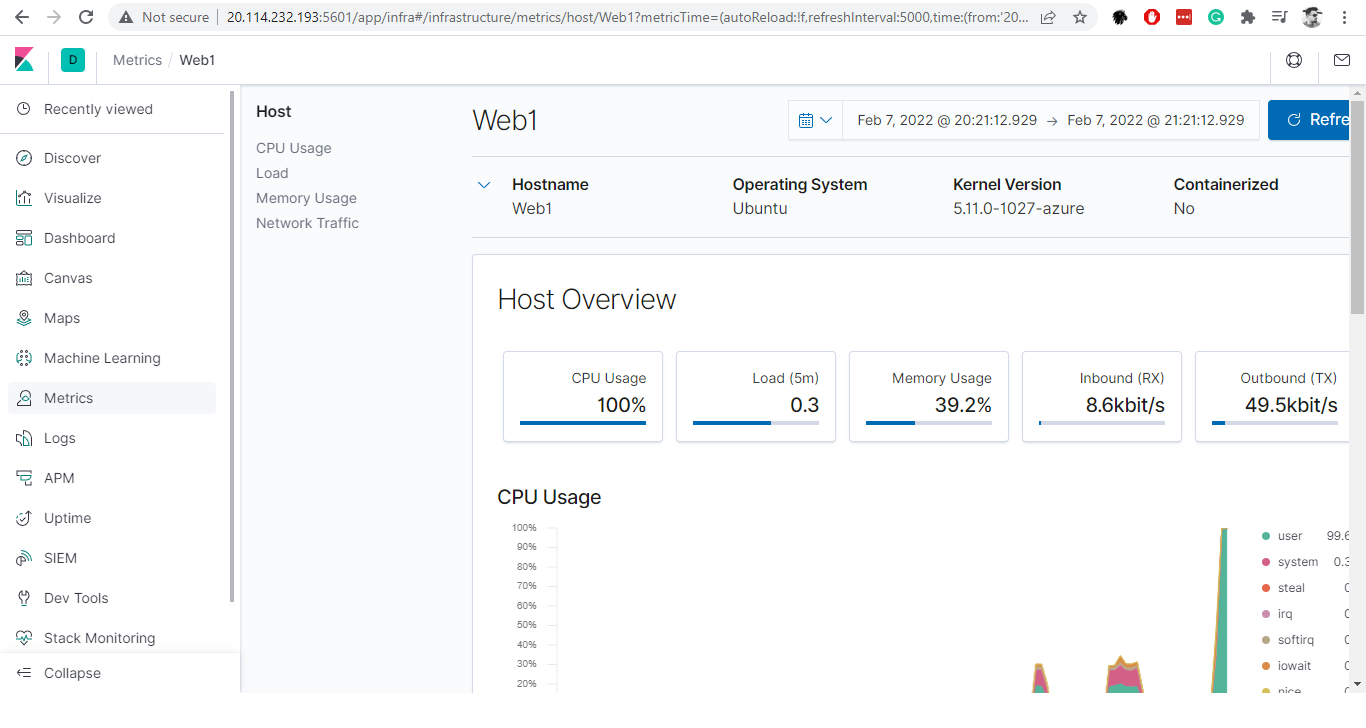 Not secure | 20.114.232.193:5601/app/infra#/infrastructure/metrics/host/Web1?metricTime=(autoReload:!f,refreshInterval:5000,time:(from:'20...
D Metrics / Web1
Recently viewed
Discover
Visualize
Dashboard
Canvas
Maps
Machine Learning
Metrics
Logs
APM
Uptime
SIEM
Dev Tools
Stack Monitoring
Collapse
Host
CPU Usage
Load
Memory Usage
Network Traffic
Web1
Feb 7, 2022 @ 20:21:12.929 → Feb 7, 2022 @ 21:21:12.929
Refre
Hostname Operating System Kernel Version Containerized
Web1 Ubuntu 5.11.0-1027-azure No
Host Overview
CPU Usage Load (5m) Memory Usage Inbound (RX) Outbound (TX)
100% 0.3 39.2% 8.6kbit/s 49.5kbit/s
CPU Usage
100%
90%
80%
70%
60%
50%
40%
30%
20%
user 99.6
system 0.3
steal 0
irq 0
softirq 0
iowait 0
nice 0